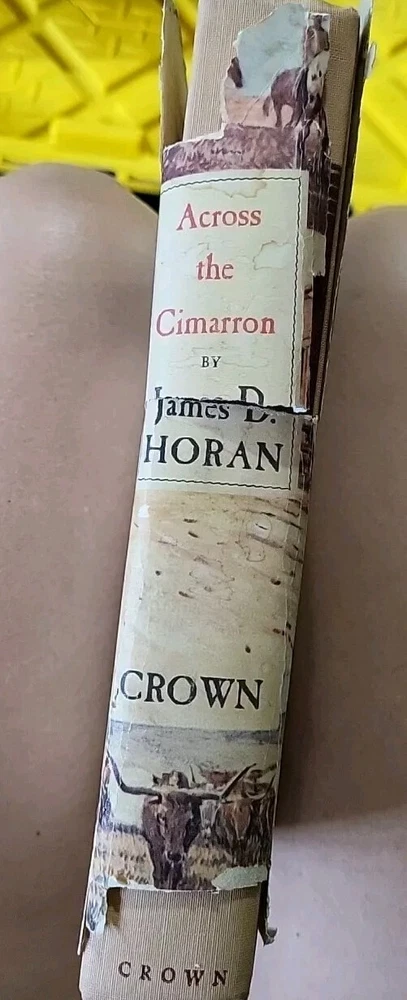 Across
the
Cimarron
BY
James D.
HORAN
CROWN
CROWN